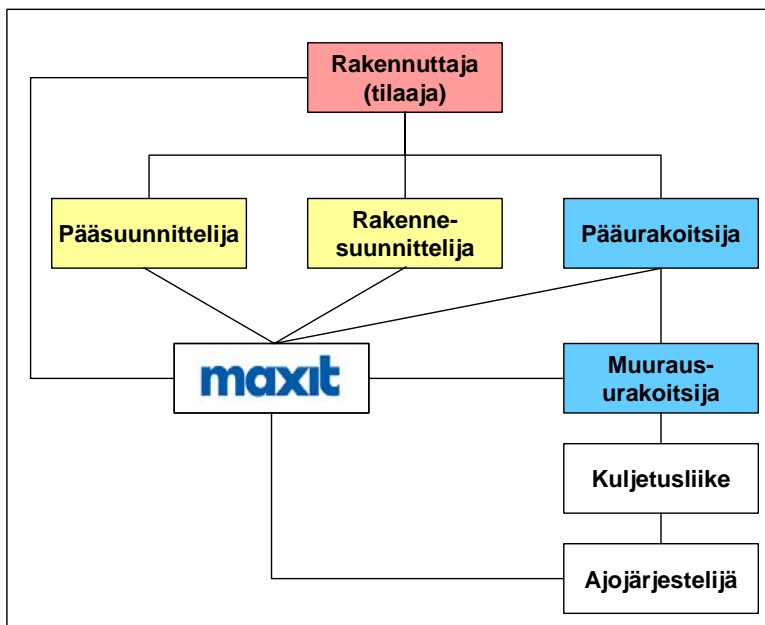 Rakennuttaja
(tilaaja)
Pääsuunnittelija
Rakenne-
suunnittelija
Pääurakoitsija
maxit
Muuraus-
urakoitsija
Kuljetusliike
Ajojärjestelijä